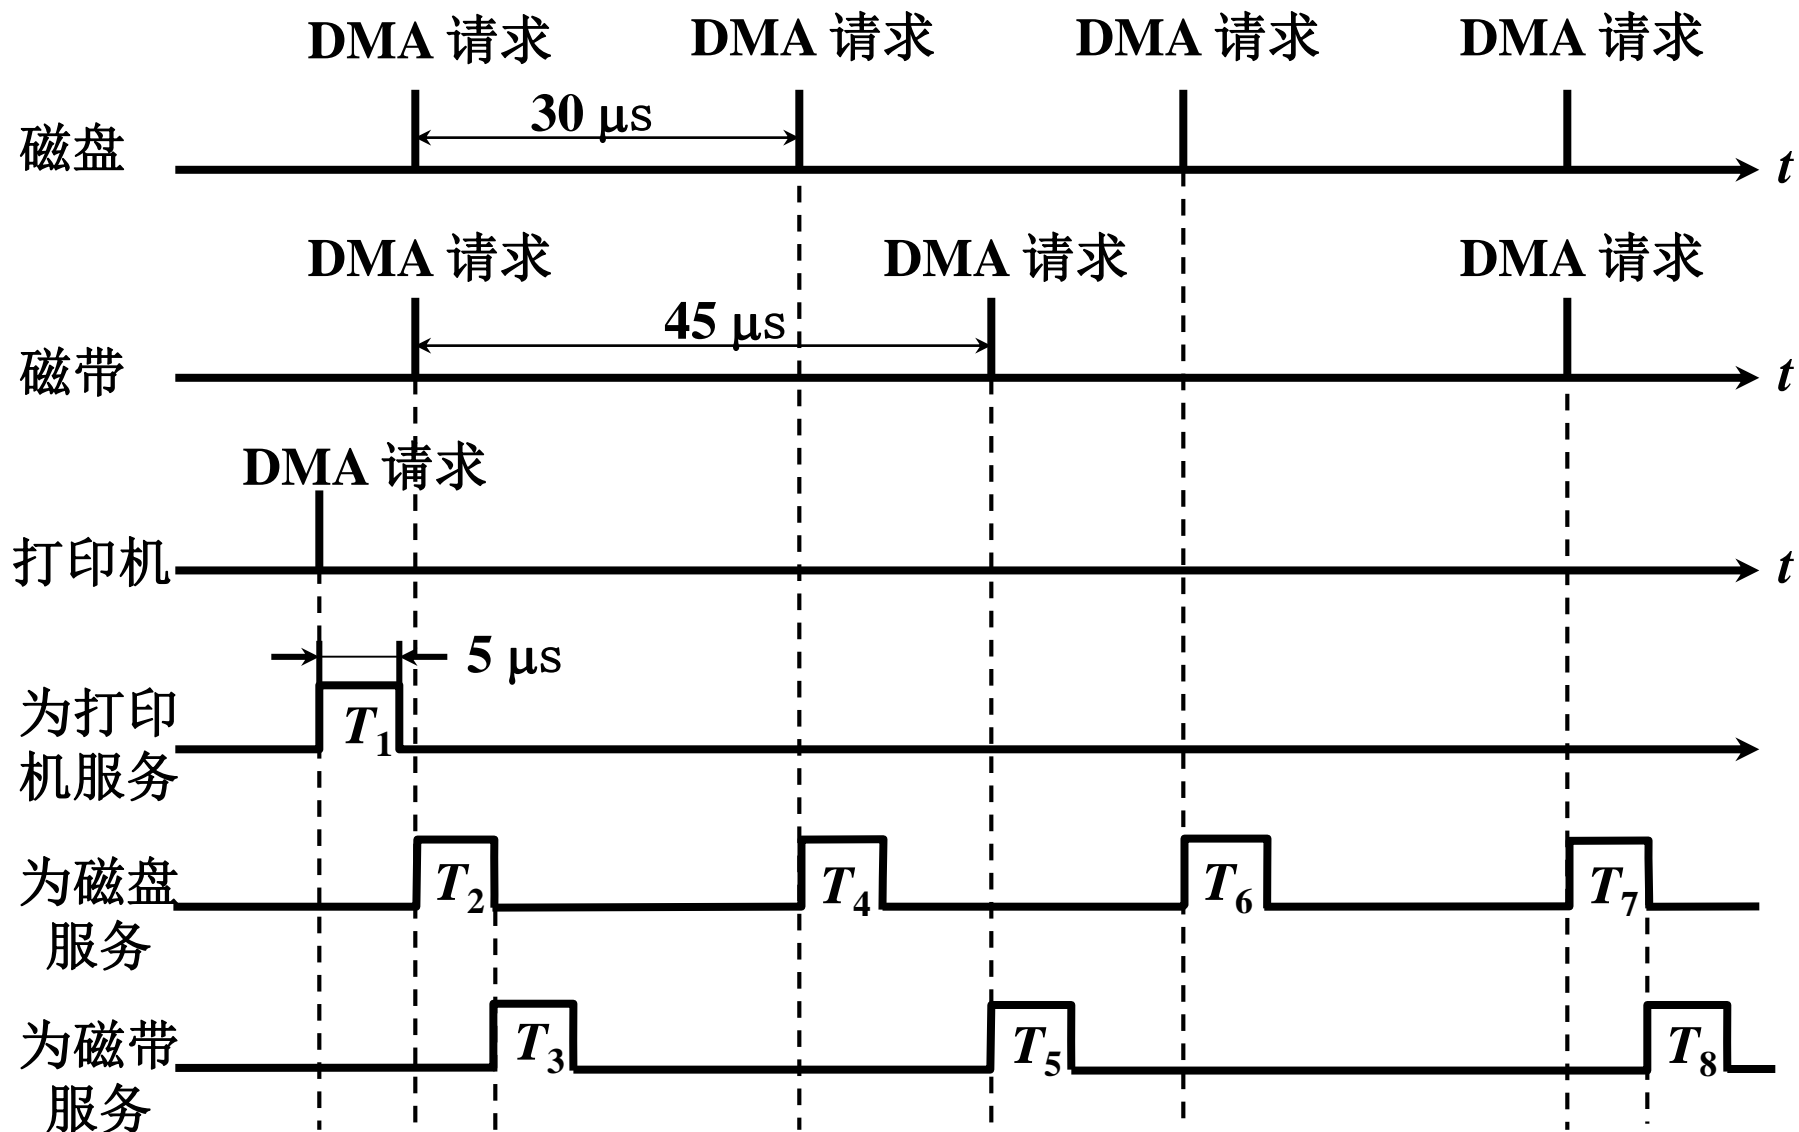 DMA 请求 DMA 请求 DMA 请求 DMA 请求
30 μs
磁盘 t
DMA 请求 DMA 请求 DMA 请求
45 μs
磁带 t
DMA 请求
打印机 t
5 μs
为打印
机服务
T1
为磁盘
服务
T2 T4 T6 T7
为磁带
服务
T3 T5 T8